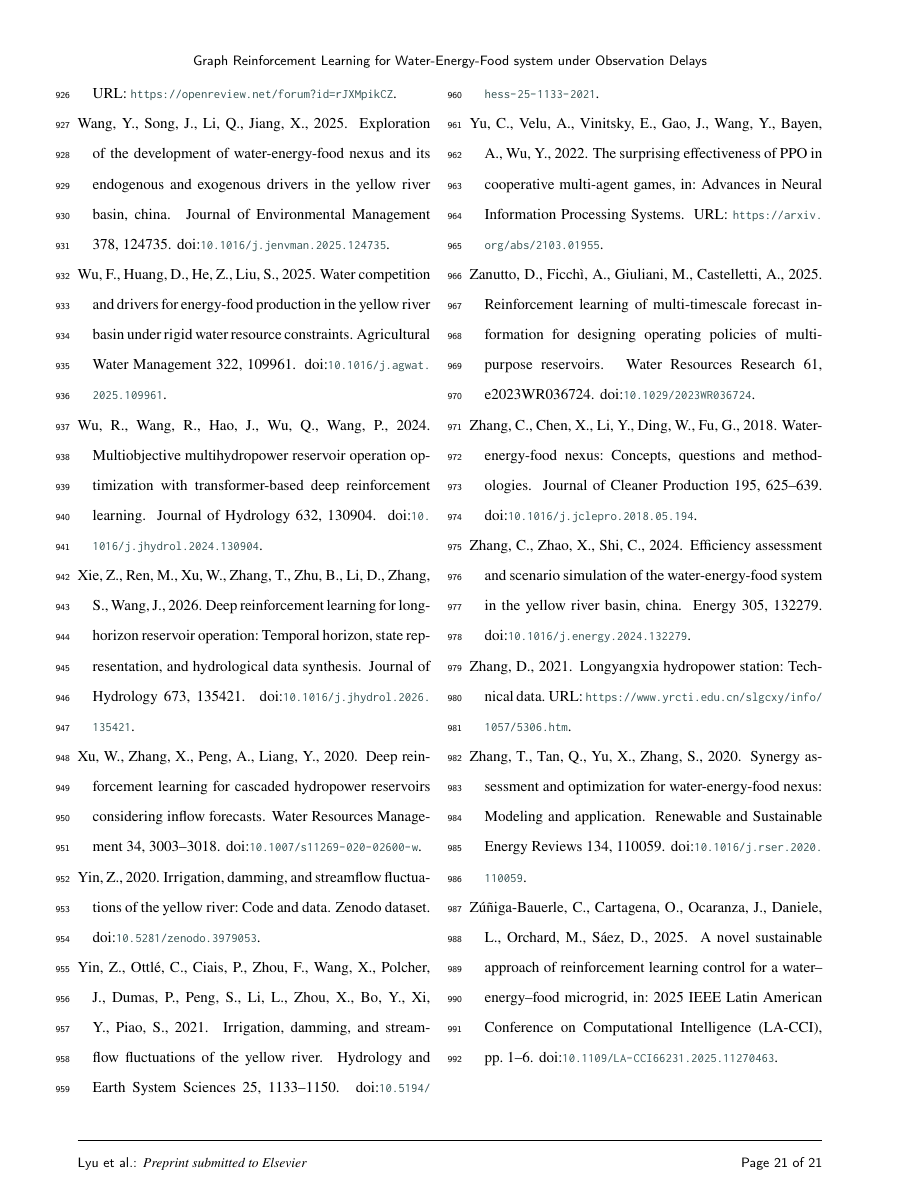 Graph Reinforcement Learning for Water-Energy-Food system under Observation Delays
926 URL: https://openreview.net/forum?id=rJXMpikCZ.
927 Wang, Y., Song, J., Li, Q., Jiang, X., 2025. Exploration
928 of the development of water-energy-food nexus and its
929 endogenous and exogenous drivers in the yellow river
930 basin, china. Journal of Environmental Management
931 378, 124735. doi:10.1016/j.jenvman.2025.124735.
932 Wu, F., Huang, D., He, Z., Liu, S., 2025. Water competition
933 and drivers for energy-food production in the yellow river
934 basin under rigid water resource constraints. Agricultural
935 Water Management 322, 109961. doi:10.1016/j.agwat.
936 2025.109961.
937 Wu, R., Wang, R., Hao, J., Wu, Q., Wang, P., 2024.
938 Multiobjective multihydropower reservoir operation op-
939 timization with transformer-based deep reinforcement
940 learning. Journal of Hydrology 632, 130904. doi:10.
941 1016/j.jhydrol.2024.130904.
942 Xie, Z., Ren, M., Xu, W., Zhang, T., Zhu, B., Li, D., Zhang,
943 S., Wang, J., 2026. Deep reinforcement learning for long-
944 horizon reservoir operation: Temporal horizon, state rep-
945 resentation, and hydrological data synthesis. Journal of
946 Hydrology 673, 135421. doi:10.1016/j.jhydrol.2026.
947 135421.
948 Xu, W., Zhang, X., Peng, A., Liang, Y., 2020. Deep rein-
949 forcement learning for cascaded hydropower reservoirs
950 considering inflow forecasts. Water Resources Manage-
951 ment 34, 3003–3018. doi:10.1007/s11269-020-02600-w.
952 Yin, Z., 2020. Irrigation, damming, and streamflow fluctua-
953 tions of the yellow river: Code and data. Zenodo dataset.
954 doi:10.5281/zenodo.3979053.
955 Yin, Z., Ottlé, C., Ciais, P., Zhou, F., Wang, X., Polcher,
956 J., Dumas, P., Peng, S., Li, L., Zhou, X., Bo, Y., Xi,
957 Y., Piao, S., 2021. Irrigation, damming, and stream-
958 flow fluctuations of the yellow river. Hydrology and
959 Earth System Sciences 25, 1133–1150. doi:10.5194/
960 hess-25-1133-2021.
961 Yu, C., Velu, A., Vinitsky, E., Gao, J., Wang, Y., Bayen,
962 A., Wu, Y., 2022. The surprising effectiveness of PPO in
963 cooperative multi-agent games, in: Advances in Neural
964 Information Processing Systems. URL: https://arxiv.
965 org/abs/2103.01955.
966 Zanutto, D., Ficchì, A., Giuliani, M., Castelletti, A., 2025.
967 Reinforcement learning of multi-timescale forecast in-
968 formation for designing operating policies of multi-
969 purpose reservoirs. Water Resources Research 61,
970 e2023WR036724. doi:10.1029/2023WR036724.
971 Zhang, C., Chen, X., Li, Y., Ding, W., Fu, G., 2018. Water-
972 energy-food nexus: Concepts, questions and method-
973 ologies. Journal of Cleaner Production 195, 625–639.
974 doi:10.1016/j.jclepro.2018.05.194.
975 Zhang, C., Zhao, X., Shi, C., 2024. Efficiency assessment
976 and scenario simulation of the water-energy-food system
977 in the yellow river basin, china. Energy 305, 132279.
978 doi:10.1016/j.energy.2024.132279.
979 Zhang, D., 2021. Longyangxia hydropower station: Tech-
980 nical data. URL: https://www.yrcti.edu.cn/slgcxy/info/
981 1057/5306.htm.
982 Zhang, T., Tan, Q., Yu, X., Zhang, S., 2020. Synergy as-
983 sessment and optimization for water-energy-food nexus:
984 Modeling and application. Renewable and Sustainable
985 Energy Reviews 134, 110059. doi:10.1016/j.rser.2020.
986 110059.
987 Zúñiga-Bauerle, C., Cartagena, O., Ocaranza, J., Daniele,
988 L., Orchard, M., Sáez, D., 2025. A novel sustainable
989 approach of reinforcement learning control for a water–
990 energy–food microgrid, in: 2025 IEEE Latin American
991 Conference on Computational Intelligence (LA-CCI),
992 pp. 1–6. doi:10.1109/LA-CCI66231.2025.11270463.
Lyu et al.: Preprint submitted to Elsevier
Page 21 of 21